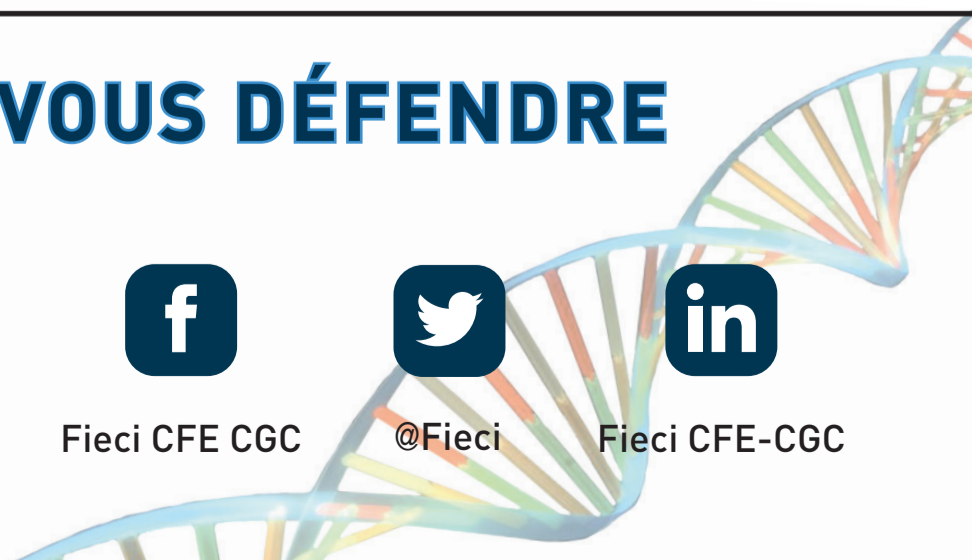 VOUS DÉFENDRE
Fieci CFE CGC
@Fieci
Fieci CFE-CGC